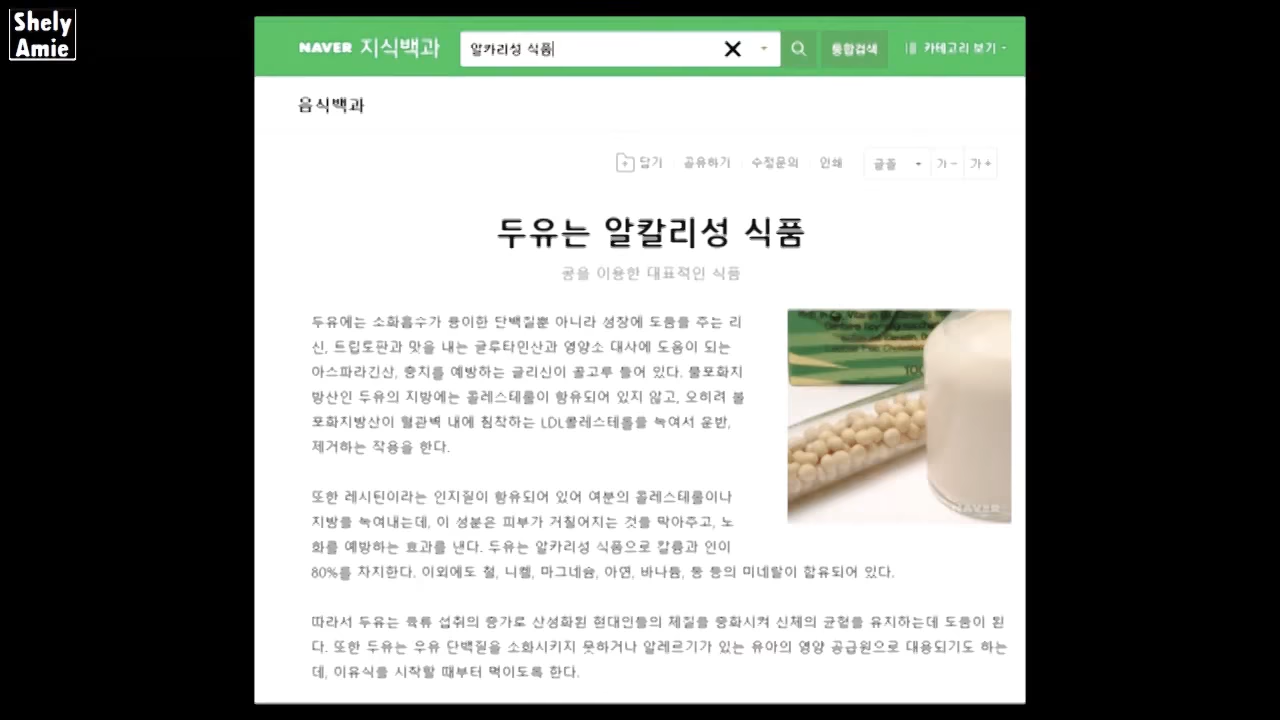 Shely
Amie
NAVER 지식백과
알카리성 식품
통합검색
카테고리 보기
음식백과
담기
공유하기
수정문의
인쇄
글꼴
가 -
가 +
두유는 알칼리성 식품
콩을 이용한 대표적인 식품
두유에는 소화흡수가 용이한 단백질뿐 아니라 성장에 도움을 주는 리
신, 트립토판과 맛을 내는 글루타민산과 영양소 대사에 도움이 되는
아스파라긴산, 충치를 예방하는 글리신이 골고루 들어 있다. 불포화지
방산인 두유의 지방에는 콜레스테롤이 함유되어 있지 않고, 오히려 불
포화지방산이 혈관벽 내에 침착하는 LDL콜레스테롤을 녹여서 운반,
제거하는 작용을 한다.
또한 레시틴이라는 인지질이 함유되어 있어 여분의 콜레스테롤이나
지방을 녹여내는데, 이 성분은 피부가 거칠어지는 것을 막아주고, 노
화를 예방하는 효과를 낸다. 두유는 알카리성 식품으로 칼륨과 인이
80%를 차지한다. 이외에도 철, 니켈, 마그네슘, 아연, 바나듐, 동 등의 미네랄이 함유되어 있다.
따라서 두유는 육류 섭취의 증가로 산성화된 현대인들의 체질을 중화시켜 신체의 균형을 유지하는데 도움이 된
다. 또한 두유는 우유 단백질을 소화시키지 못하거나 알레르기가 있는 유아의 영양 공급원으로 대용되기도 하는
데, 이유식을 시작할 때부터 먹이도록 한다.
NAVER